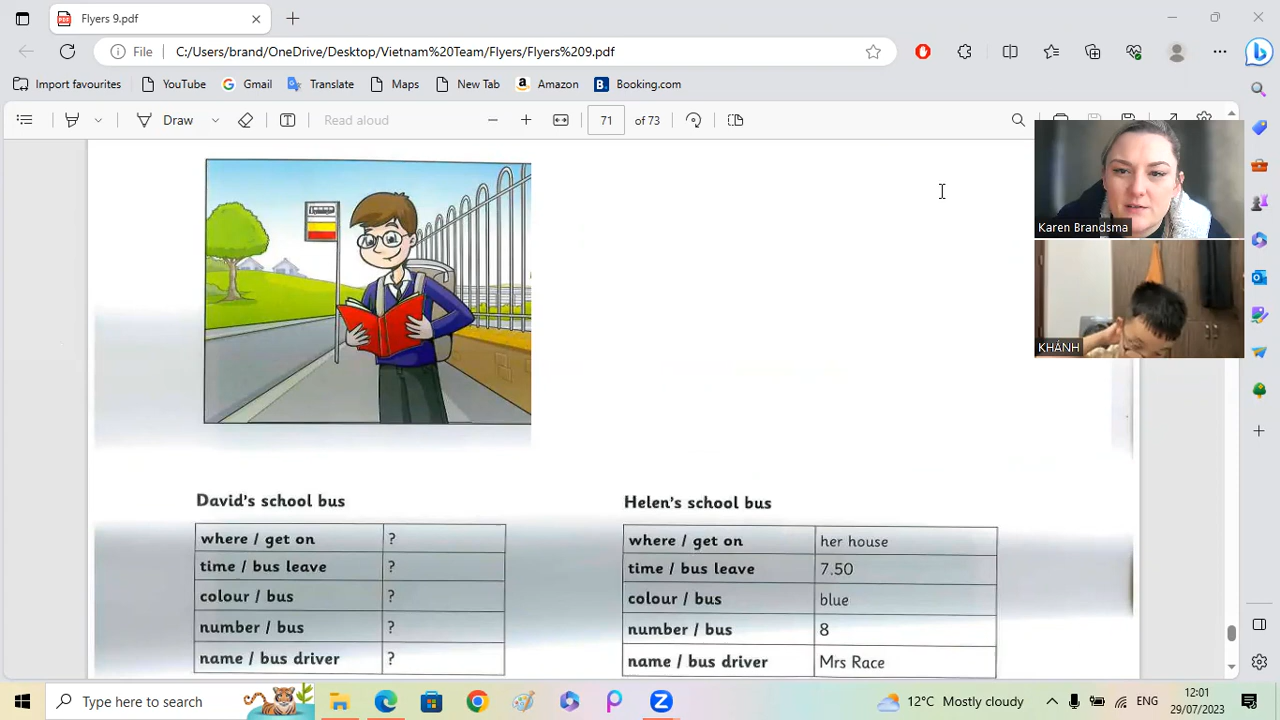 Flyers 9.pdf
File C:/Users/brand/OneDrive/Desktop/Vietnam%20Team/Flyers/Flyers%209.pdf
Import favourites YouTube Gmail Translate Maps New Tab Amazon Booking.com
Draw Read aloud 71 of 73
Karen Brandsma
KHÁNH
David's school bus
where / get on ?
time / bus leave ?
colour / bus ?
number / bus ?
name / bus driver ?
Helen's school bus
where / get on her house
time / bus leave 7.50
colour / bus blue
number / bus 8
name / bus driver Mrs Race
Type here to search 12°C Mostly cloudy ENG 12:01
29/07/2023